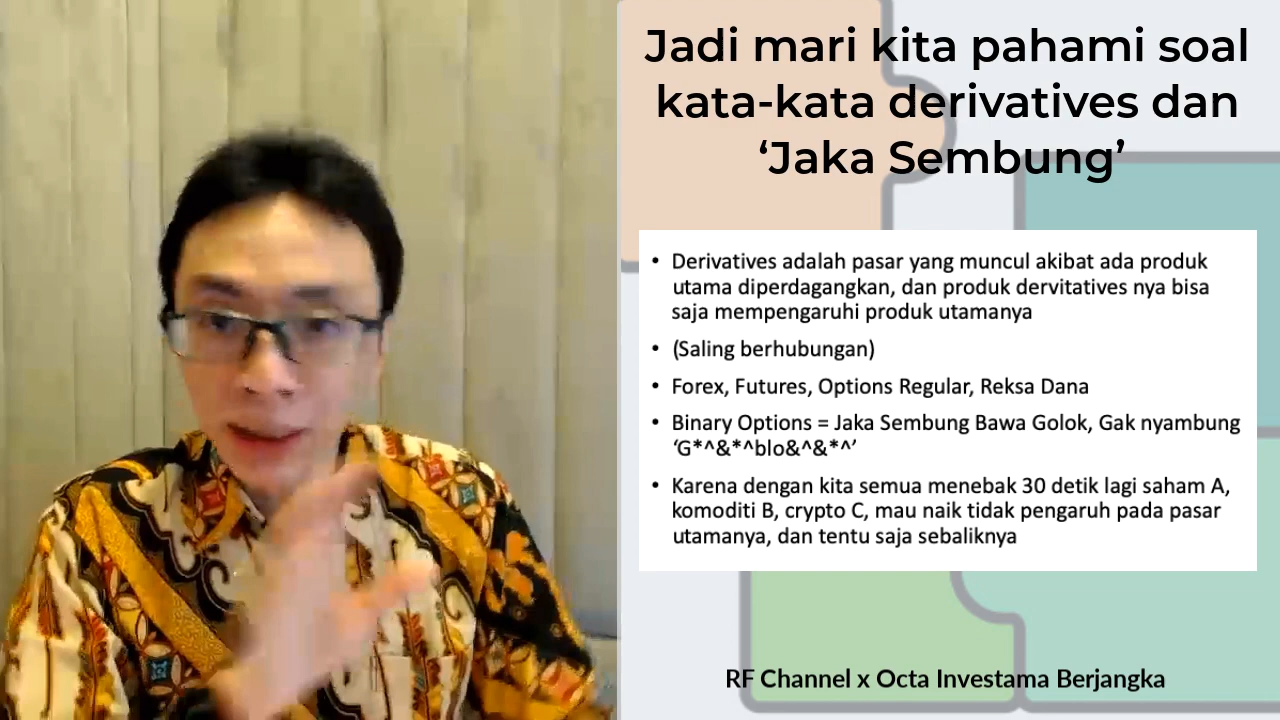 Jadi mari kita pahami soal
kata-kata derivatives dan
‘Jaka Sembung’
• Derivatives adalah pasar yang muncul akibat ada produk
utama diperdagangkan, dan produk dervitatives nya bisa
saja mempengaruhi produk utamanya
• (Saling berhubungan)
• Forex, Futures, Options Regular, Reksa Dana
• Binary Options = Jaka Sembung Bawa Golok, Gak nyambung
‘G*^&*^blo&^&*^’
• Karena dengan kita semua menebak 30 detik lagi saham A,
komoditi B, crypto C, mau naik tidak pengaruh pada pasar
utamanya, dan tentu saja sebaliknya
RF Channel x Octa Investama Berjangka